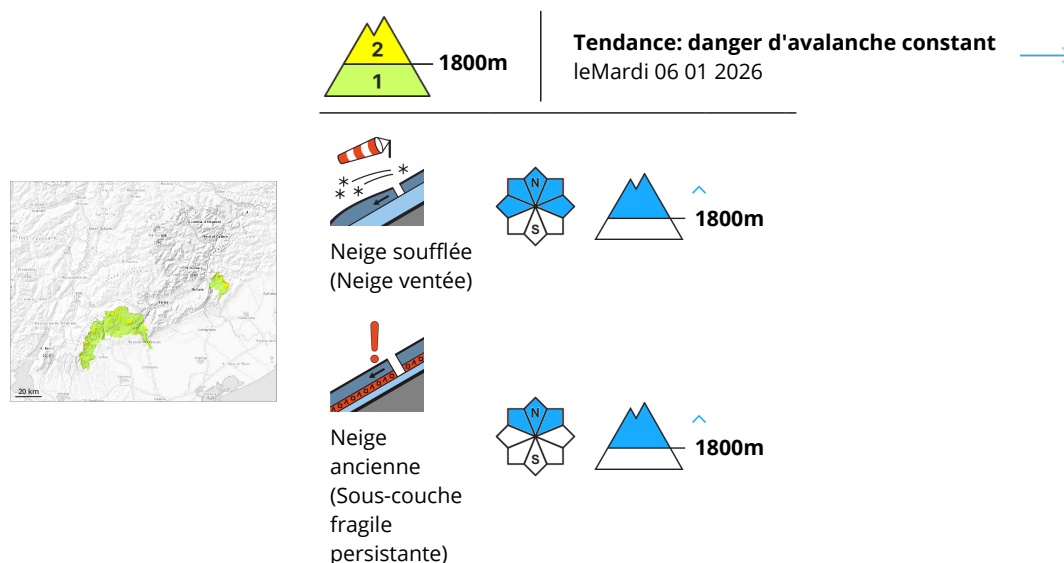 2
1
1800m
Tendance: danger d'avalanche constant
leMardi 06 01 2026
N
S
1800m
Neige soufflée
(Neige ventée)
20 km
N
S
1800m
Neige
ancienne
(Sous-couche
fragile
persistante)